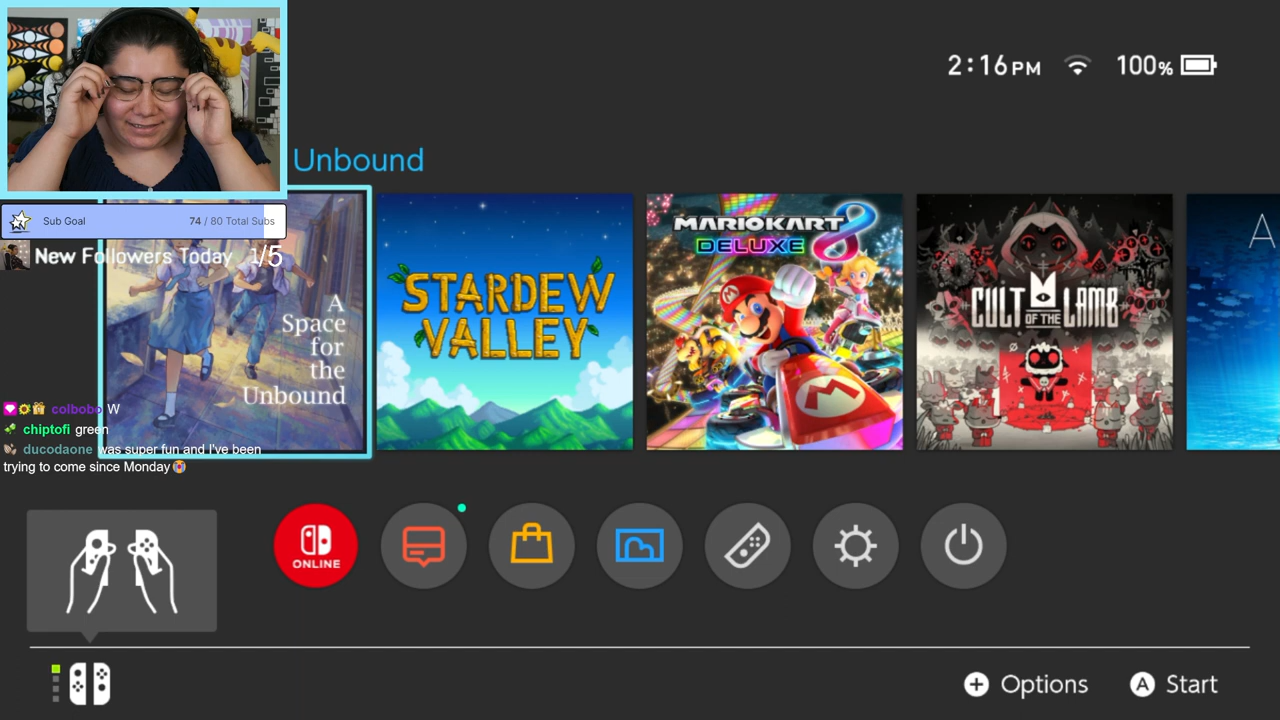 2:16PM
100%
Unbound
Sub Goal
74 / 80 Total Subs
New Followers Today 1/5
A
Space
for
the
Unbound
STARDEW
VALLEY
MARIOKART 8
DELUXE
M
CULT
OF THE
LAMB
A
colbobo W
chiptofi green
ducodaone was super fun and I've been
trying to come since Monday
ONLINE
Options
A Start